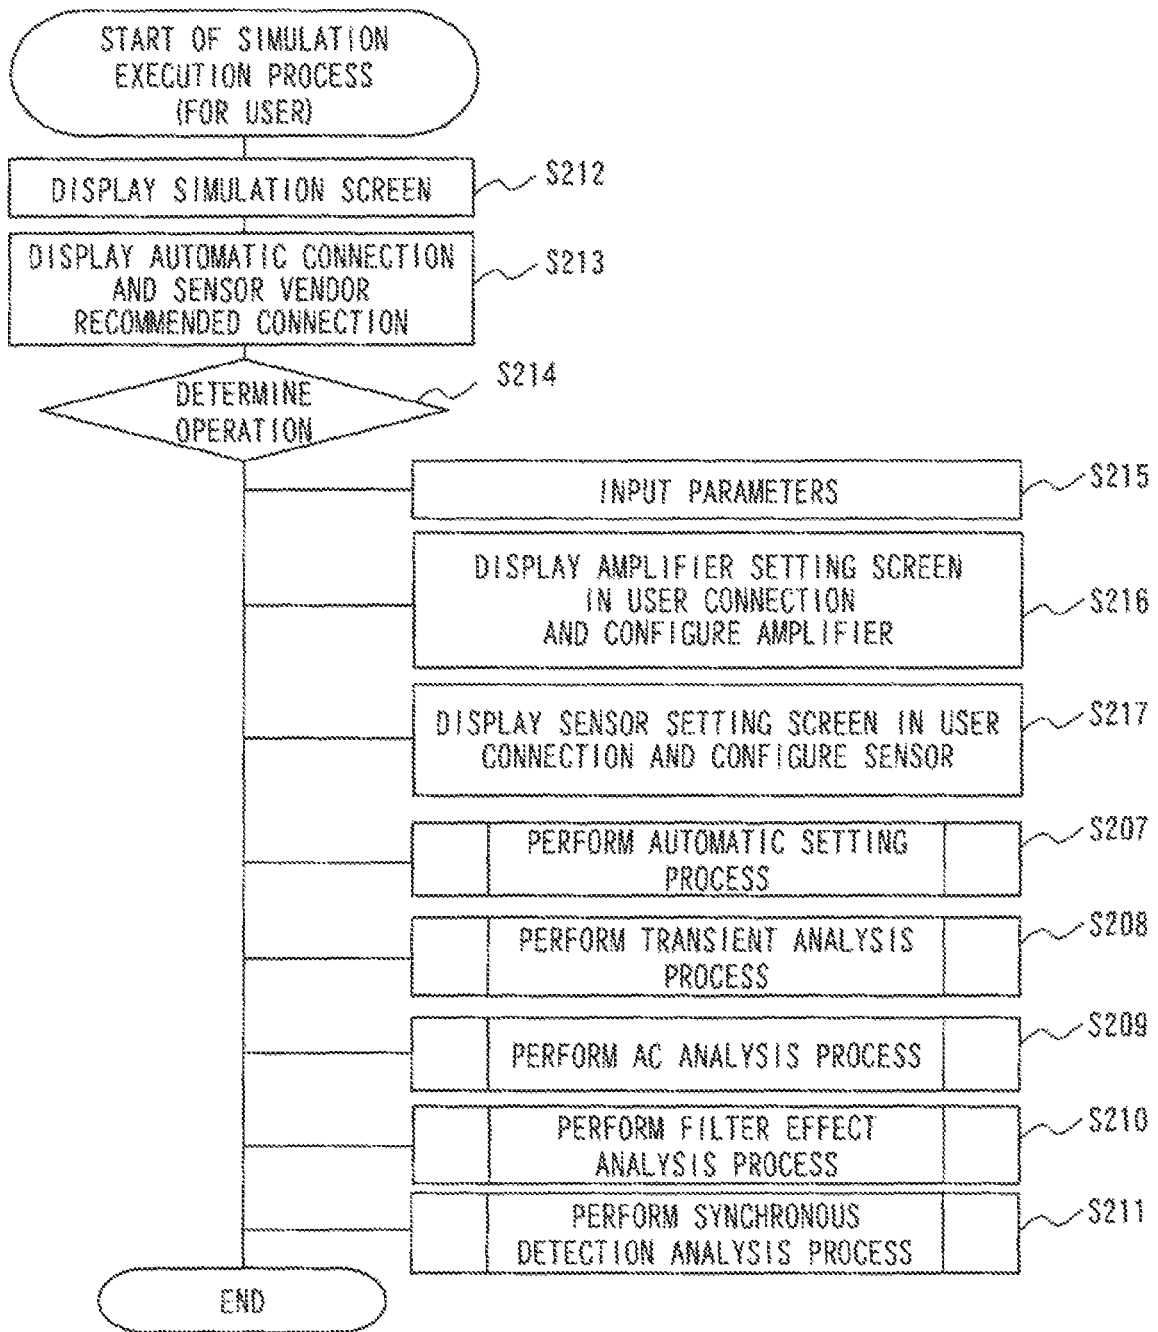 START OF SIMULATION
EXECUTION PROCESS
(FOR USER)
DISPLAY SIMULATION SCREEN
S212
DISPLAY AUTOMATIC CONNECTION
AND SENSOR VENDOR
RECOMMENDED CONNECTION
S213
DETERMINE
OPERATION
S214
INPUT PARAMETERS
S215
DISPLAY AMPLIFIER SETTING SCREEN
IN USER CONNECTION
AND CONFIGURE AMPLIFIER
S216
DISPLAY SENSOR SETTING SCREEN IN USER
CONNECTION AND CONFIGURE SENSOR
S217
PERFORM AUTOMATIC SETTING
PROCESS
S207
PERFORM TRANSIENT ANALYSIS
PROCESS
S208
PERFORM AC ANALYSIS PROCESS
S209
PERFORM FILTER EFFECT
ANALYSIS PROCESS
S210
PERFORM SYNCHRONOUS
DETECTION ANALYSIS PROCESS
S211
END